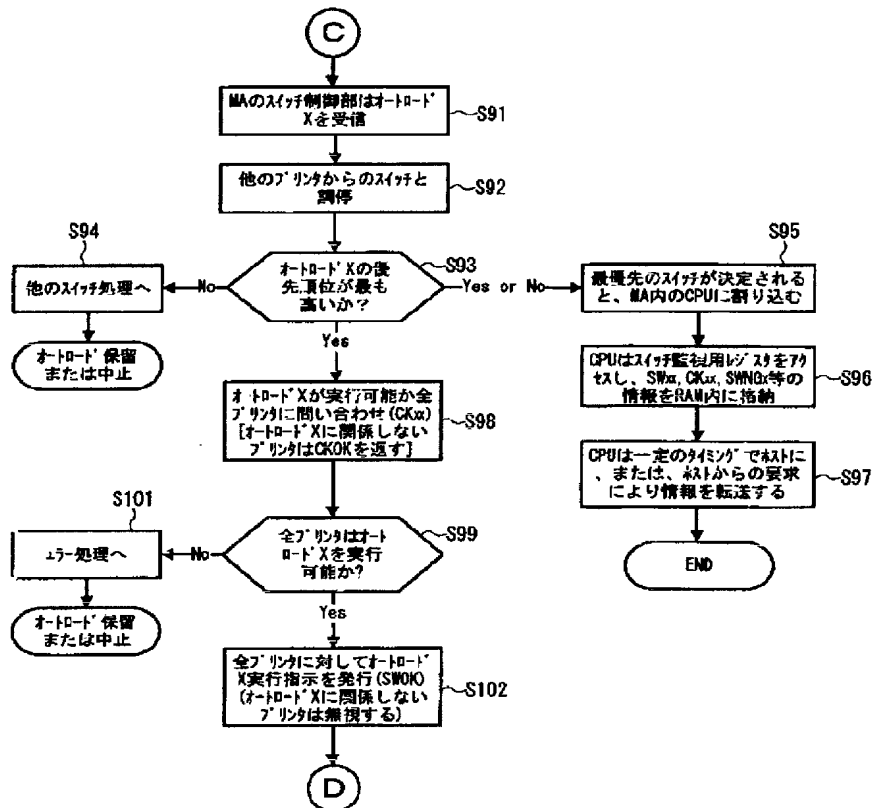 C
MAのスイッチ制御部はオートロード
Xを受信
S91
他のプリンタからのスイッチと
調停
S92
オートロードXの優
先順位が最も
高いか?
S93
No
Yes or No
Yes
S94
他のスイッチ処理へ
オートロード保留
または中止
S95
最優先のスイッチが決定される
と、MA内のCPUに割り込む
CPUはスイッチ監視用レジスタをアク
セスし、SWxx,CKxx,SWNGx等の
情報をRAM内に格納
S96
CPUは一定のタイミングでホストに
、または、ホストからの要求
により情報を転送する
S97
END
オートロードXが実行可能か全
プリンタに問い合わせ(CKxx)
[オートロードXに関係しない
プリンタはCKOKを返す]
S98
全プリンタはオート
ロードXを実行
可能か?
S99
No
Yes
S101
エラー処理へ
オートロード保留
または中止
全プリンタに対してオートロード
X実行指示を発行(SWOK)
(オートロードXに関係しない
プリンタは無視する)
S102
D